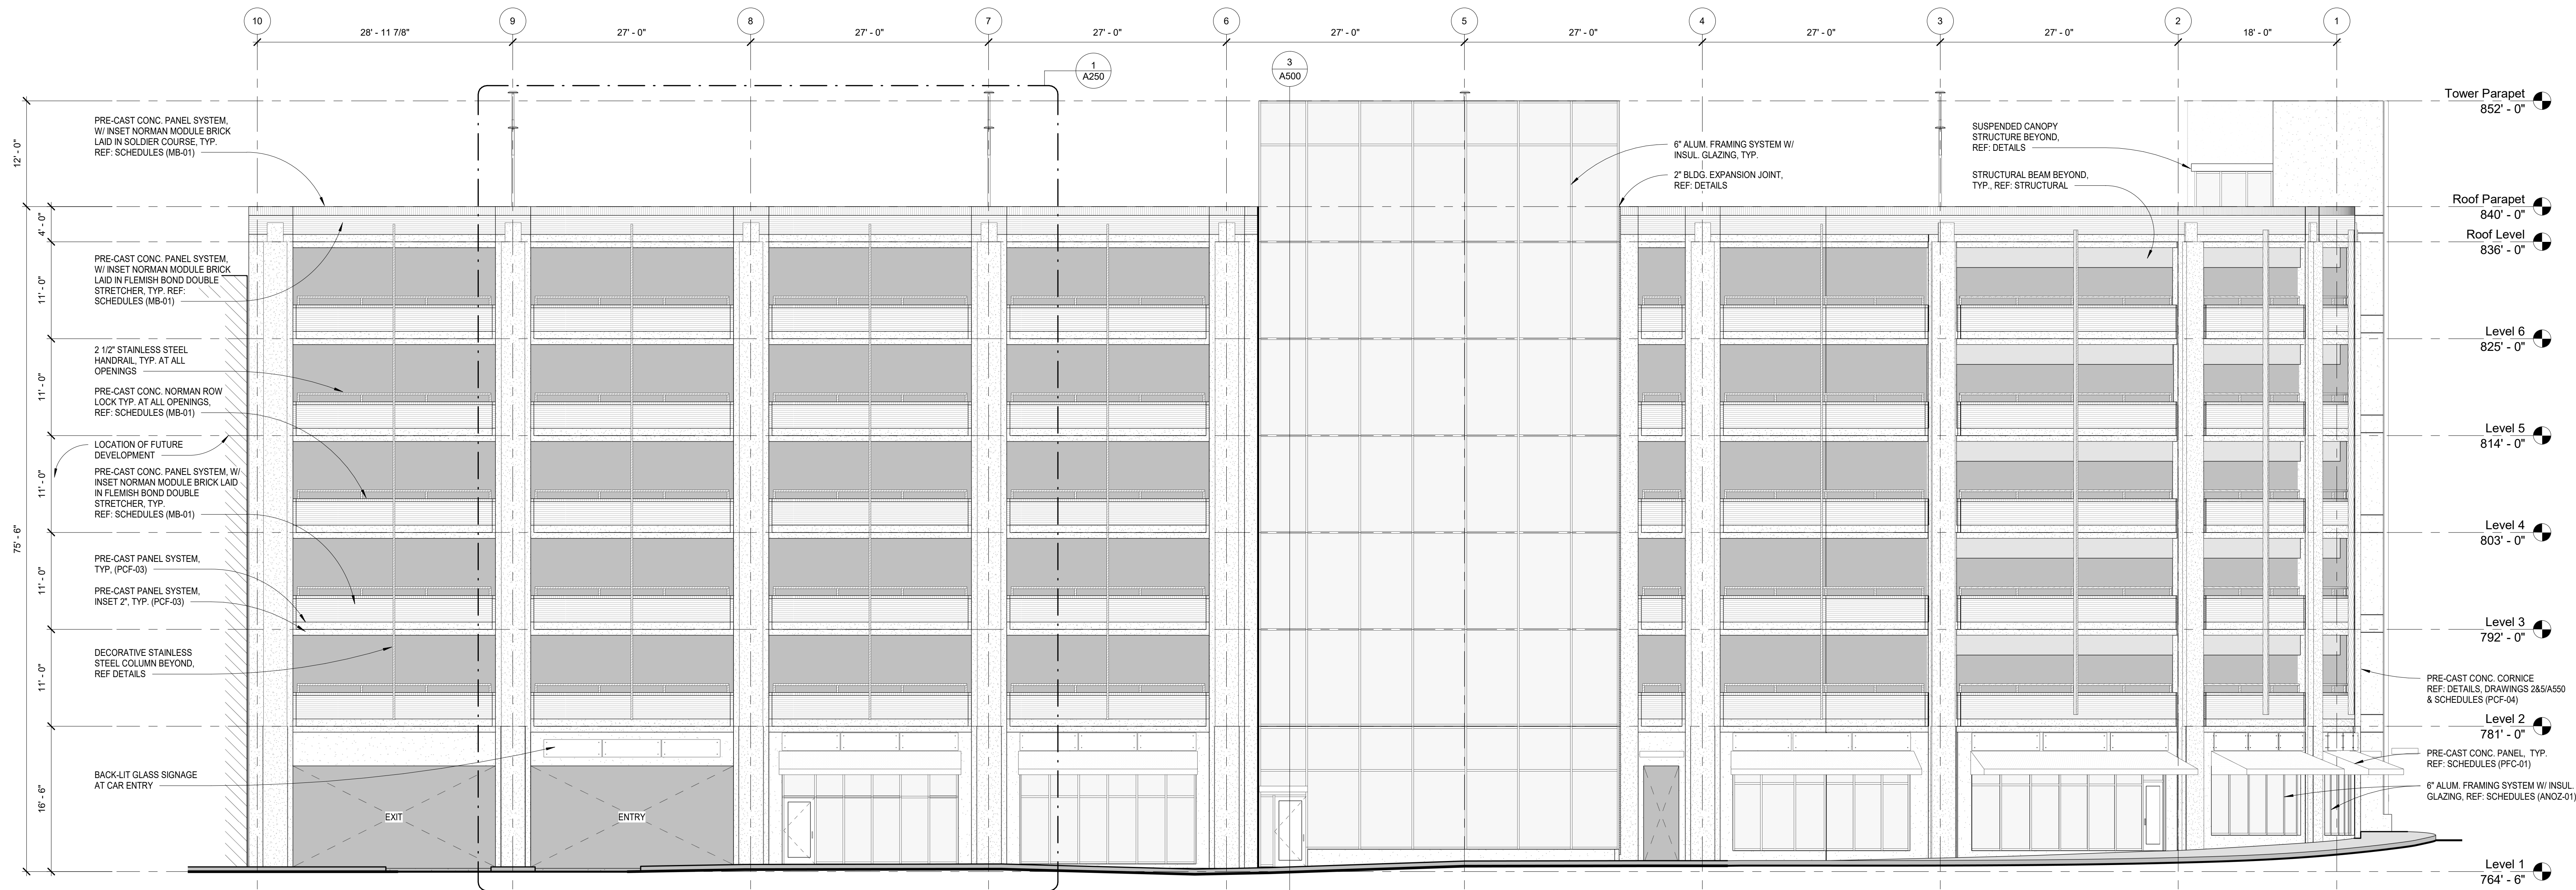 10
9
8
7
6
5
4
3
2
1
28' - 11 7/8"
27' - 0"
27' - 0"
27' - 0"
27' - 0"
27' - 0"
27' - 0"
27' - 0"
18' - 0"
1
A250
3
A500
12' - 0"
75' - 6"
4' - 0"
11' - 0"
11' - 0"
11' - 0"
11' - 0"
11' - 0"
16' - 6"
PRE-CAST CONC. PANEL SYSTEM,
W/ INSET NORMAN MODULE BRICK
LAID IN SOLDIER COURSE, TYP.
REF: SCHEDULES (MB-01)
PRE-CAST CONC. PANEL SYSTEM,
W/ INSET NORMAN MODULE BRICK
LAID IN FLEMISH BOND DOUBLE
STRETCHER, TYP. REF:
SCHEDULES (MB-01)
2 1/2" STAINLESS STEEL
HANDRAIL, TYP. AT ALL
OPENINGS
PRE-CAST CONC. NORMAN ROW
LOCK TYP. AT ALL OPENINGS,
REF: SCHEDULES (MB-01)
LOCATION OF FUTURE
DEVELOPMENT
PRE-CAST CONC. PANEL SYSTEM, W/
INSET NORMAN MODULE BRICK LAID
IN FLEMISH BOND DOUBLE
STRETCHER, TYP.
REF: SCHEDULES (MB-01)
PRE-CAST PANEL SYSTEM,
TYP, (PCF-03)
PRE-CAST PANEL SYSTEM,
INSET 2", TYP. (PCF-03)
DECORATIVE STAINLESS
STEEL COLUMN BEYOND,
REF DETAILS
BACK-LIT GLASS SIGNAGE
AT CAR ENTRY
EXIT
ENTRY
6" ALUM. FRAMING SYSTEM W/
INSUL. GLAZING, TYP.
2" BLDG. EXPANSION JOINT,
REF: DETAILS
SUSPENDED CANOPY
STRUCTURE BEYOND,
REF: DETAILS
STRUCTURAL BEAM BEYOND,
TYP., REF: STRUCTURAL
Tower Parapet
852' - 0"
Roof Parapet
840' - 0"
Roof Level
836' - 0"
Level 6
825' - 0"
Level 5
814' - 0"
Level 4
803' - 0"
Level 3
792' - 0"
PRE-CAST CONC. CORNICE
REF: DETAILS, DRAWINGS 2&5/A550
& SCHEDULES (PCF-04)
Level 2
781' - 0"
PRE-CAST CONC. PANEL, TYP.
REF: SCHEDULES (PFC-01)
6" ALUM. FRAMING SYSTEM W/ INSUL.
GLAZING, REF: SCHEDULES (ANOZ-01)
Level 1
764' - 6"